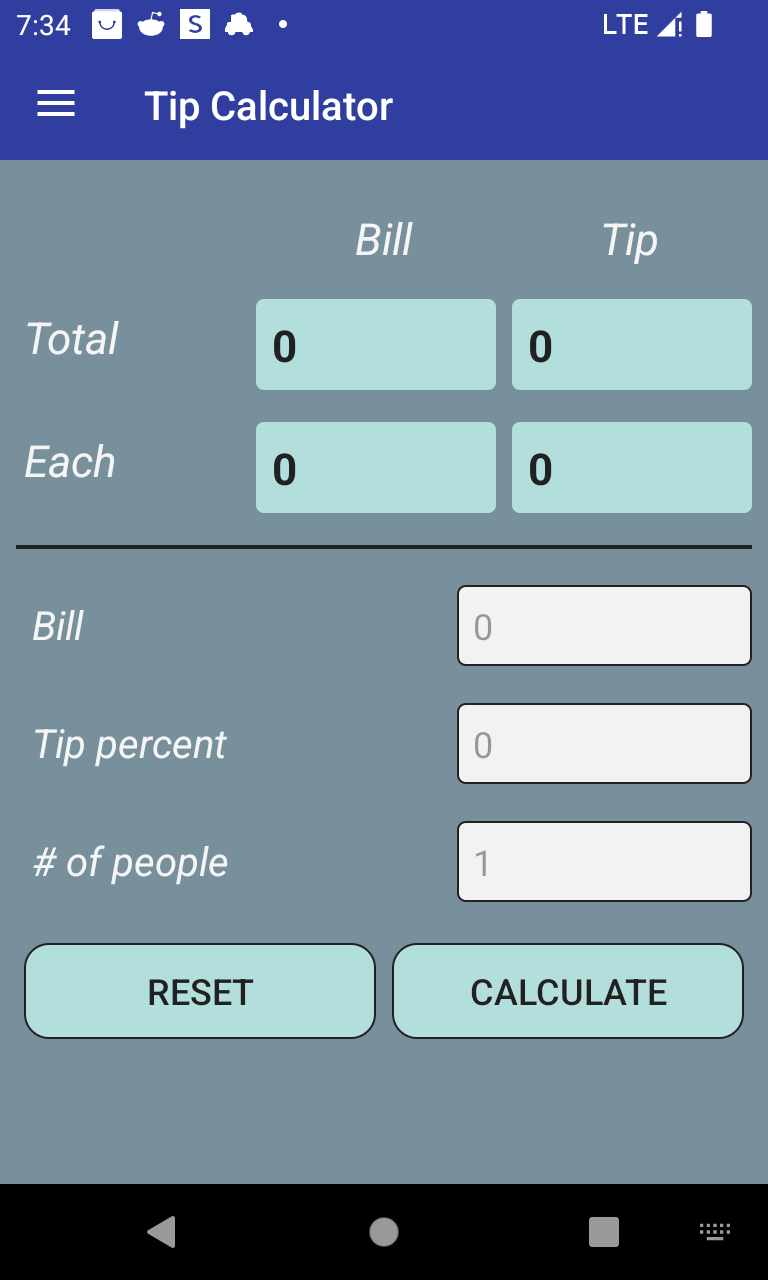 7:34 S LTE
Tip Calculator
Bill Tip
Total 0 0
Each 0 0
Bill 0
Tip percent 0
# of people 1
RESET CALCULATE